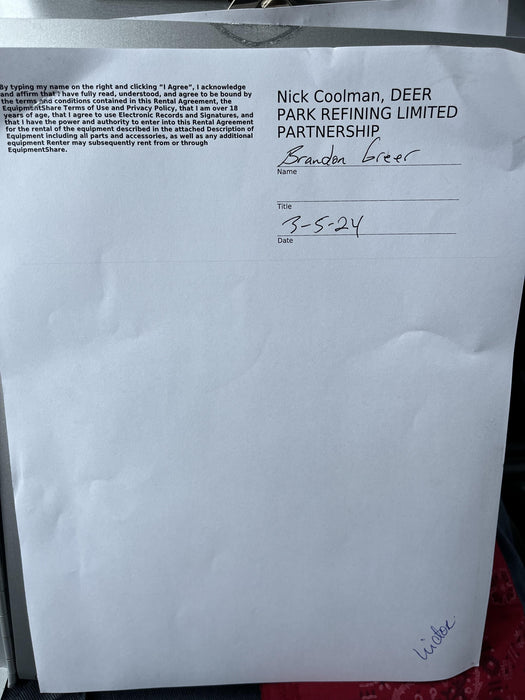 By typing my name on the right and clicking "I Agree", I acknowledge
and affirm that I have fully read, understood, and agree to be bound by
the terms and conditions contained in this Rental Agreement, the
EquipmentShare Terms of Use and Privacy Policy, that I am over 18
years of age, that I agree to use Electronic Records and Signatures, and
that I have the power and authority to enter into this Rental Agreement
for the rental of the equipment described in the attached Description of
Equipment including all parts and accessories, as well as any additional
equipment Renter may subsequently rent from or through
EquipmentShare.
Nick Coolman, DEER
PARK REFINING LIMITED
PARTNERSHIP
Brandon Greer
Name
Title
3-5-24
Date